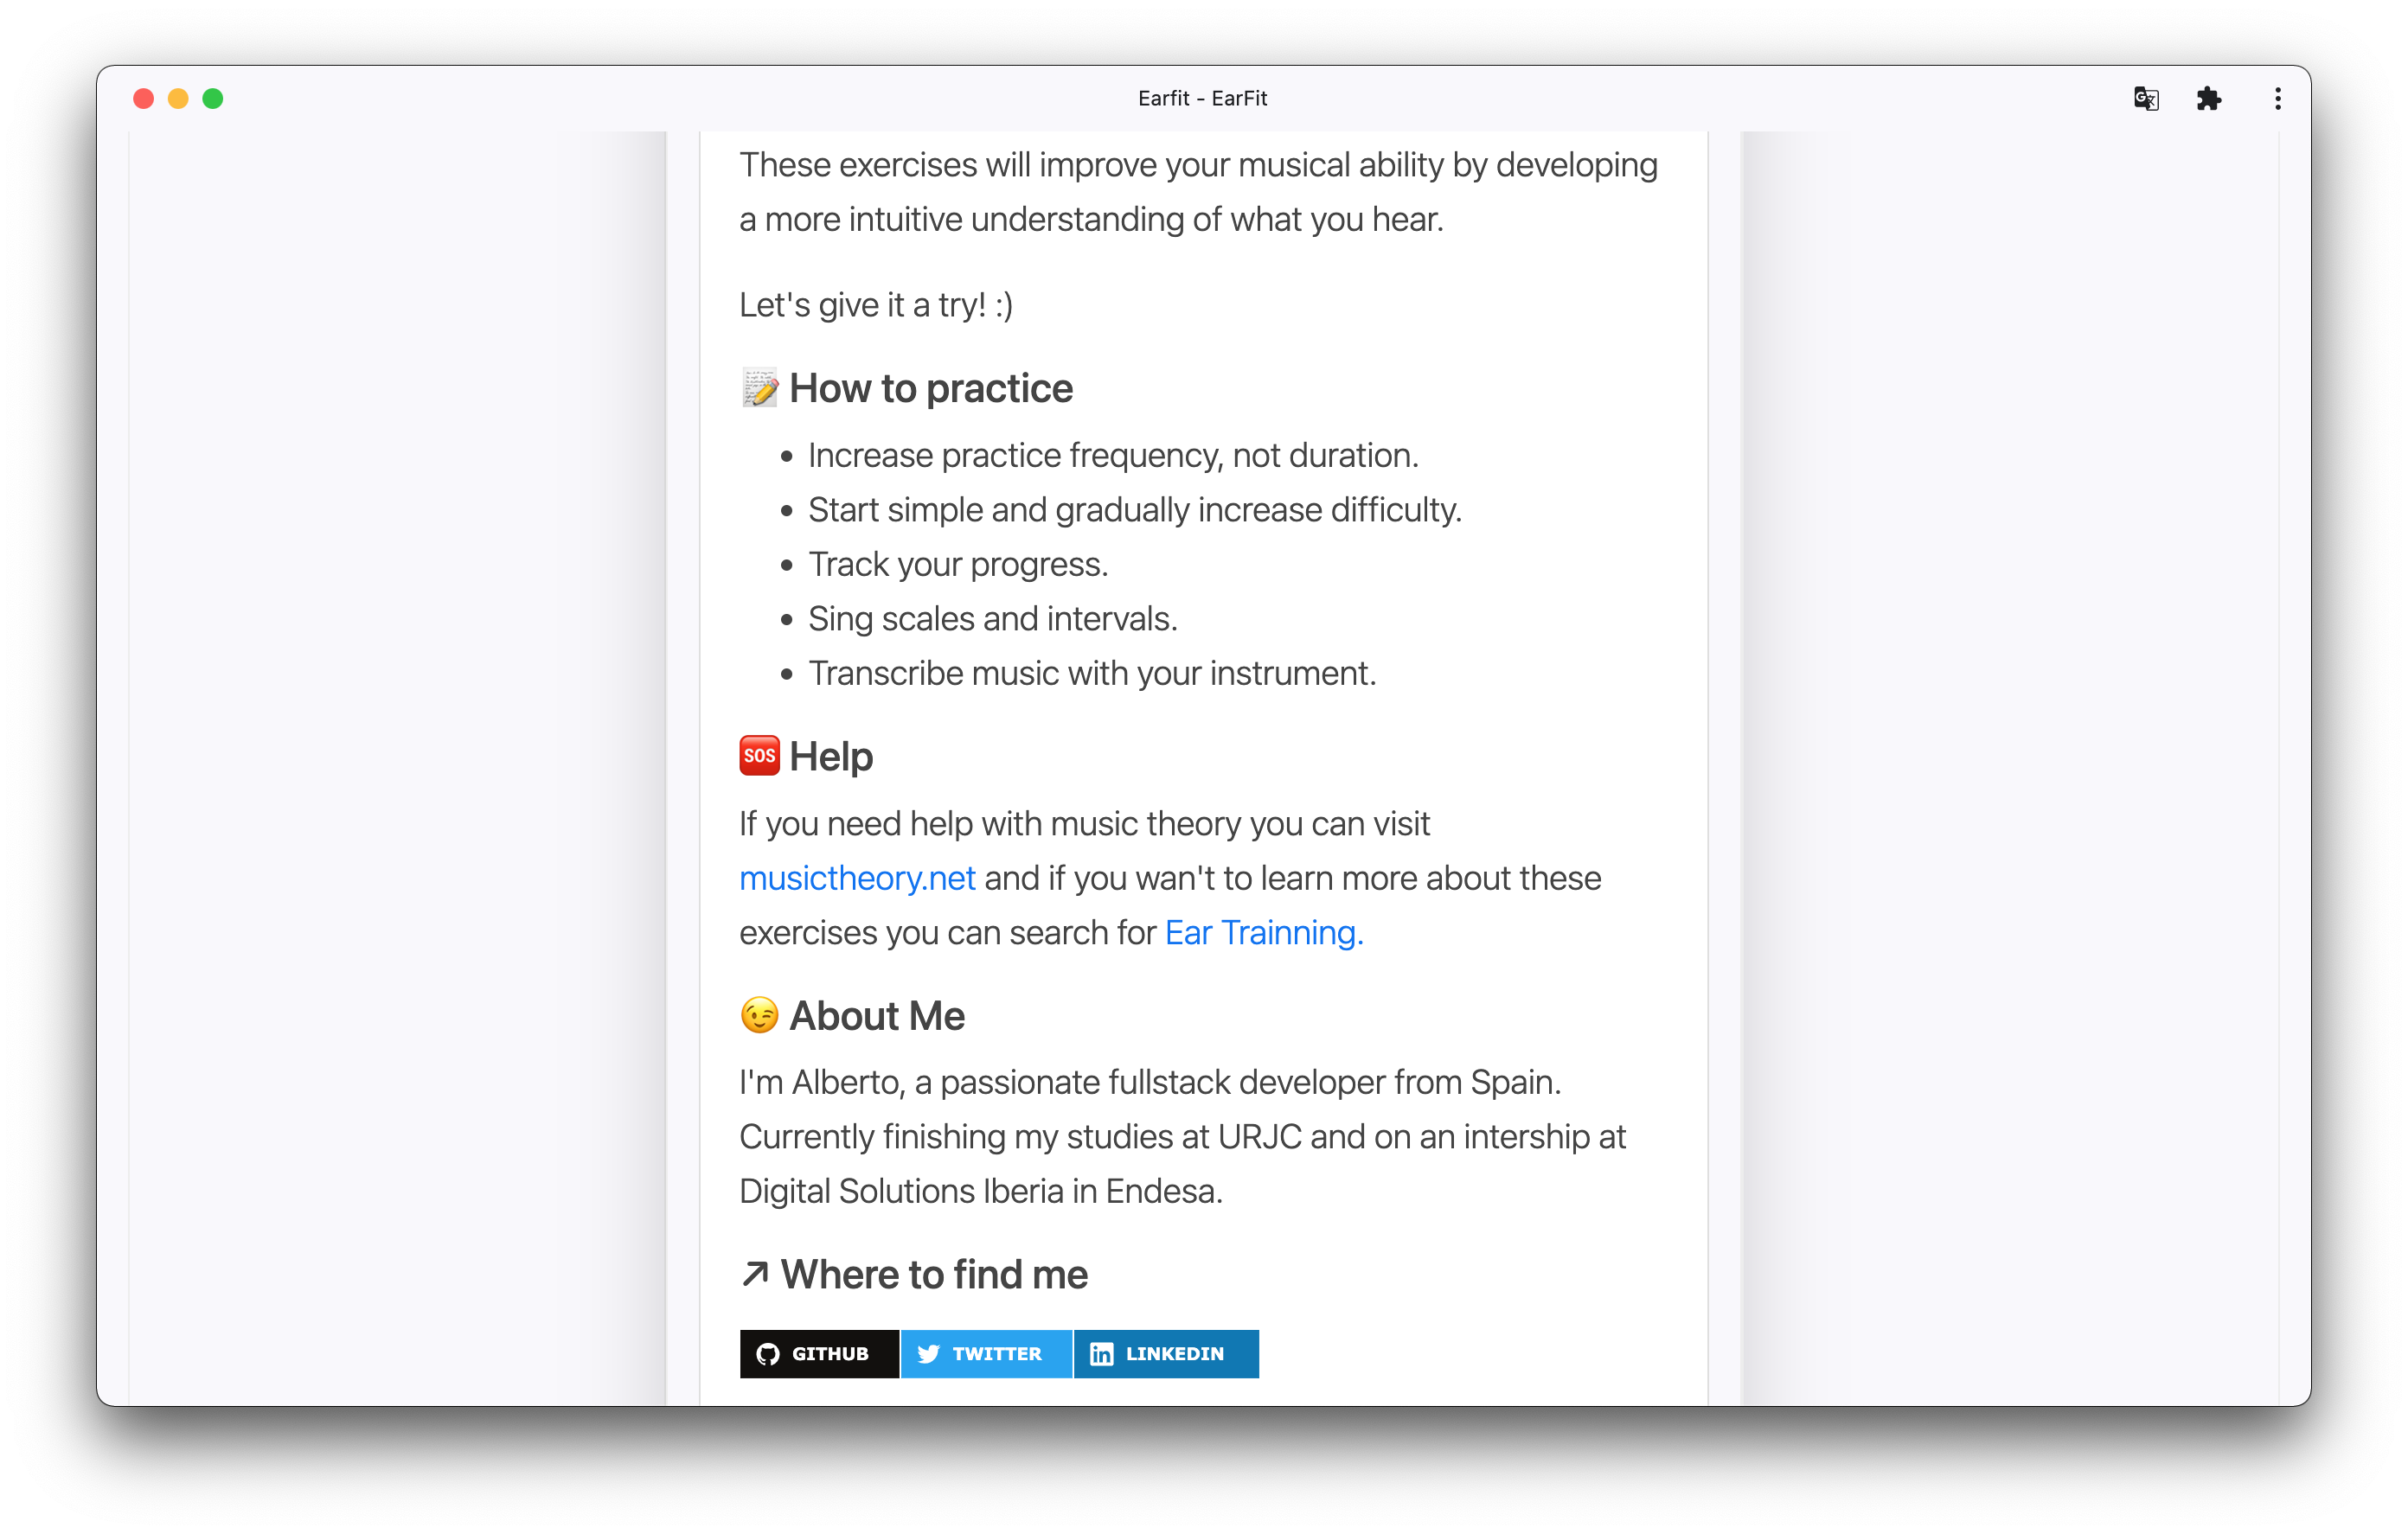 Earfit - EarFit
These exercises will improve your musical ability by developing
a more intuitive understanding of what you hear.
Let's give it a try! :)
📝 How to practice
• Increase practice frequency, not duration.
• Start simple and gradually increase difficulty.
• Track your progress.
• Sing scales and intervals.
• Transcribe music with your instrument.
🆘 Help
If you need help with music theory you can visit
musictheory.net and if you wan't to learn more about these
exercises you can search for Ear Trainning.
😉 About Me
I'm Alberto, a passionate fullstack developer from Spain.
Currently finishing my studies at URJC and on an intership at
Digital Solutions Iberia in Endesa.
↗ Where to find me
GITHUB TWITTER LINKEDIN